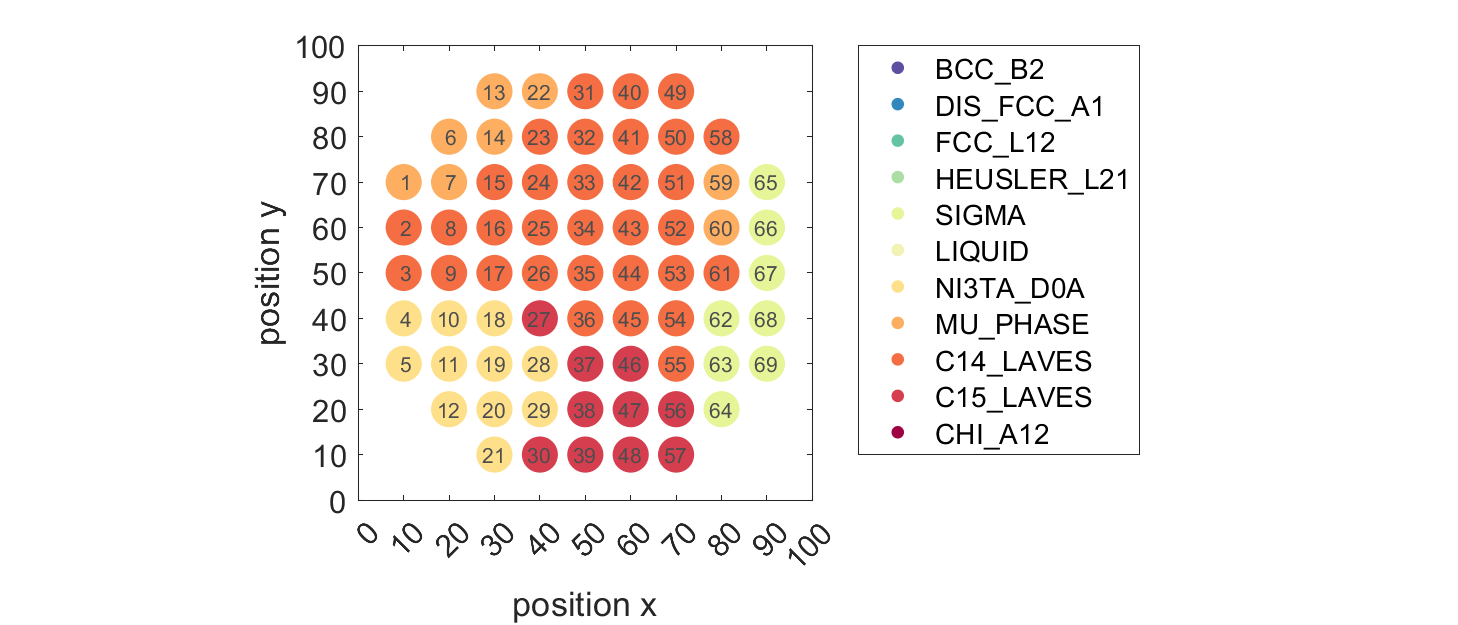 100
90
80
70
60
50
40
30
20
10
0
position y
13 22 31 40 49
6 14 23 32 41 50 58
1 7 15 24 33 42 51 59 65
2 8 16 25 34 43 52 60 66
3 9 17 26 35 44 53 61 67
4 10 18 27 36 45 54 62 68
5 11 19 28 37 46 55 63 69
12 20 29 38 47 56 64
21 30 39 48 57
0 10 20 30 40 50 60 70 80 90 100
position x
BCC_B2
DIS_FCC_A1
FCC_L12
HEUSLER_L21
SIGMA
LIQUID
NI3TA_D0A
MU_PHASE
C14_LAVES
C15_LAVES
CHI_A12